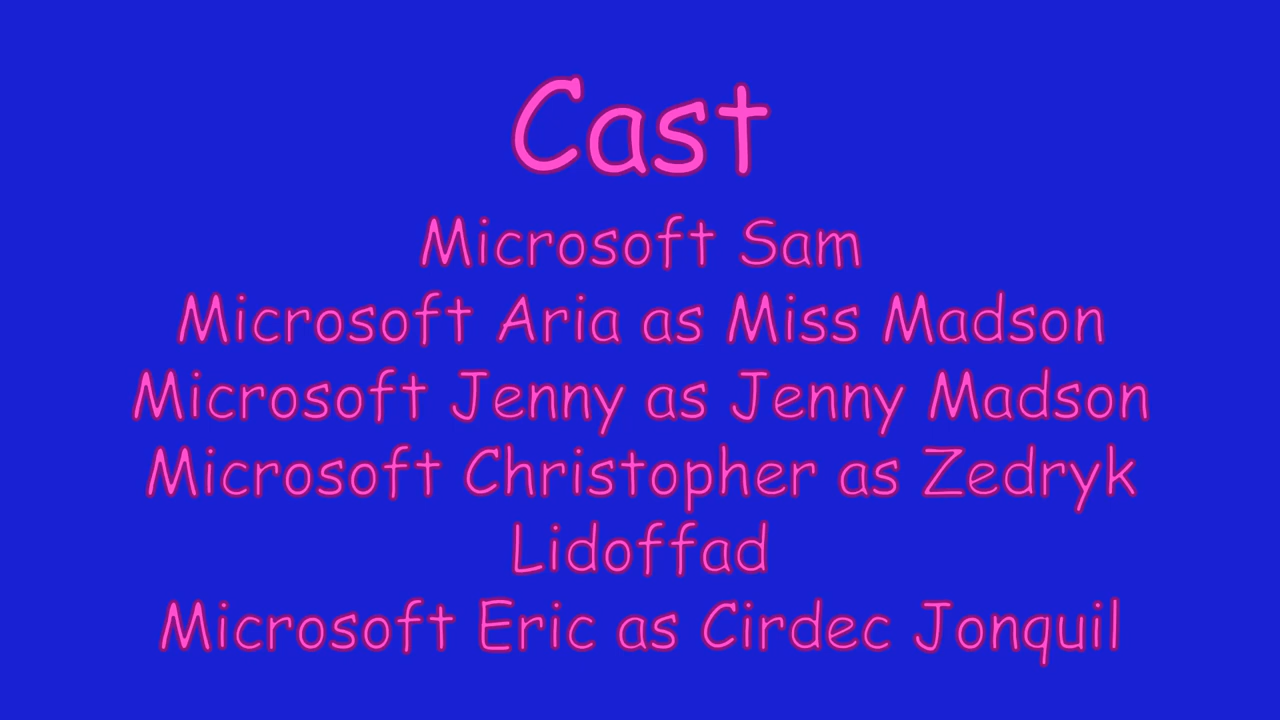 Cast
Microsoft Sam
Microsoft Aria as Miss Madson
Microsoft Jenny as Jenny Madson
Microsoft Christopher as Zedryk
Lidoffad
Microsoft Eric as Cirdec Jonquil